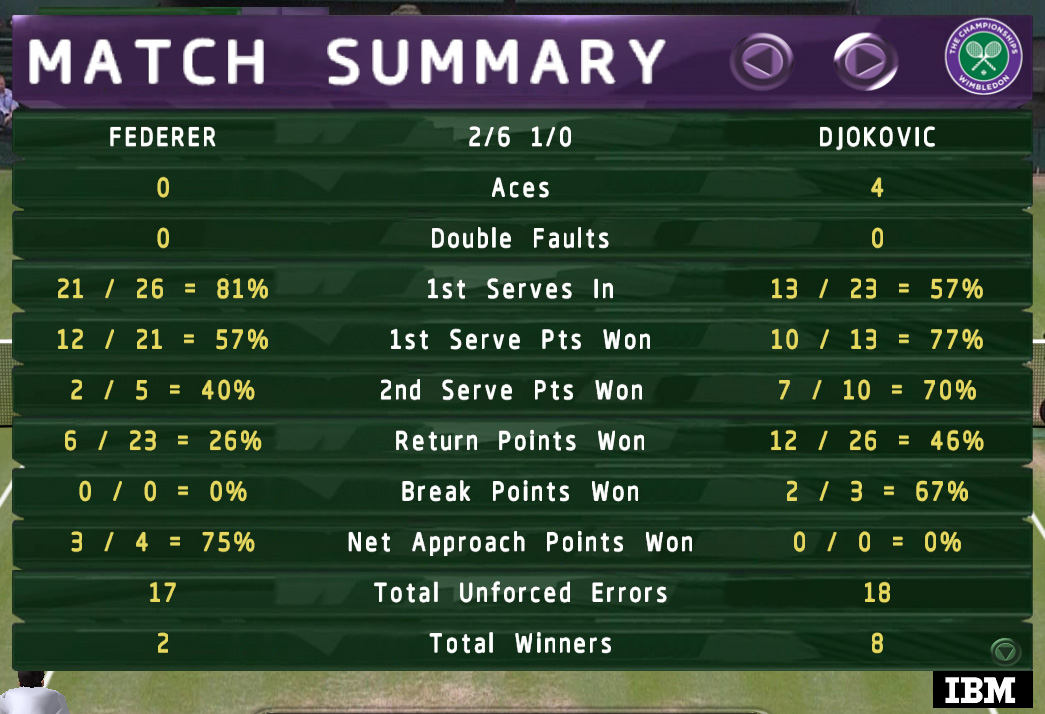 MATCH SUMMARY
THE CHAMPIONSHIPS
WIMBLEDON
FEDERER 2/6 1/0 DJOKOVIC
0 Aces 4
0 Double Faults 0
21 / 26 = 81% 1st Serves In 13 / 23 = 57%
12 / 21 = 57% 1st Serve Pts Won 10 / 13 = 77%
2 / 5 = 40% 2nd Serve Pts Won 7 / 10 = 70%
6 / 23 = 26% Return Points Won 12 / 26 = 46%
0 / 0 = 0% Break Points Won 2 / 3 = 67%
3 / 4 = 75% Net Approach Points Won 0 / 0 = 0%
17 Total Unforced Errors 18
2 Total Winners 8
IBM